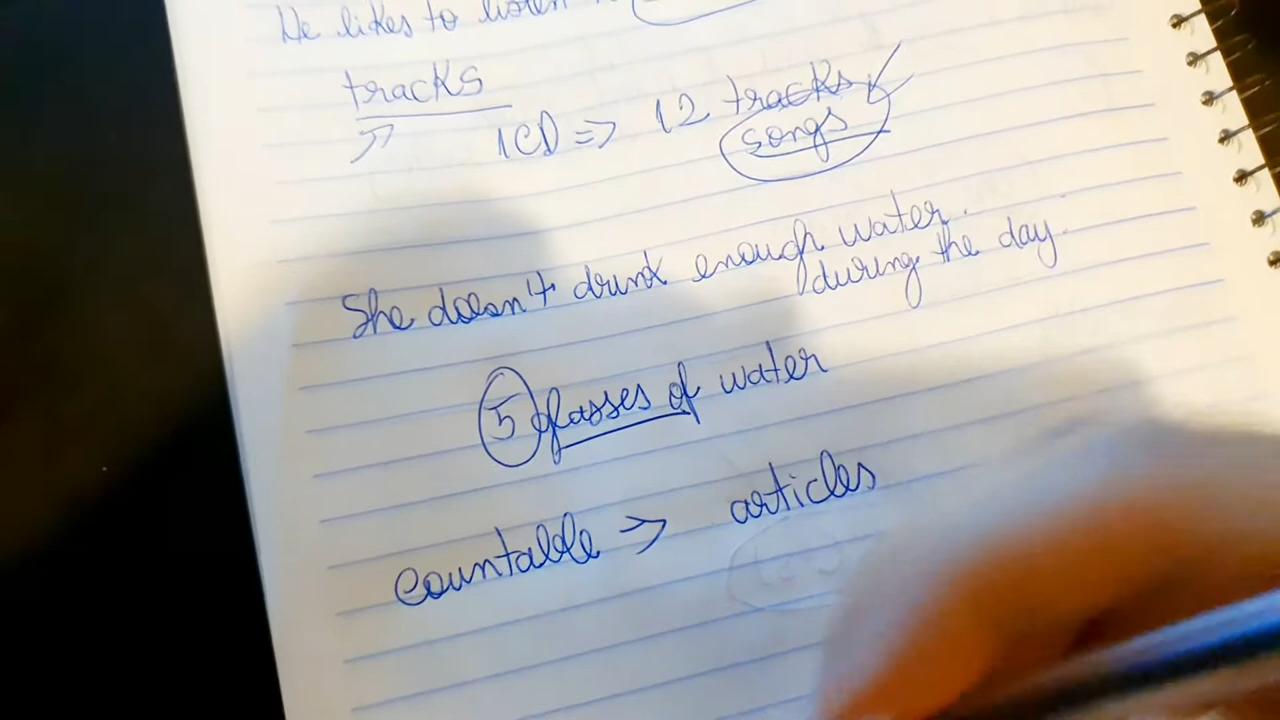 He likes to listen
tracks
1CD => 12 tracks
songs
She doesn't drink enough water.
during the day.
5 glasses of water
countable => articles